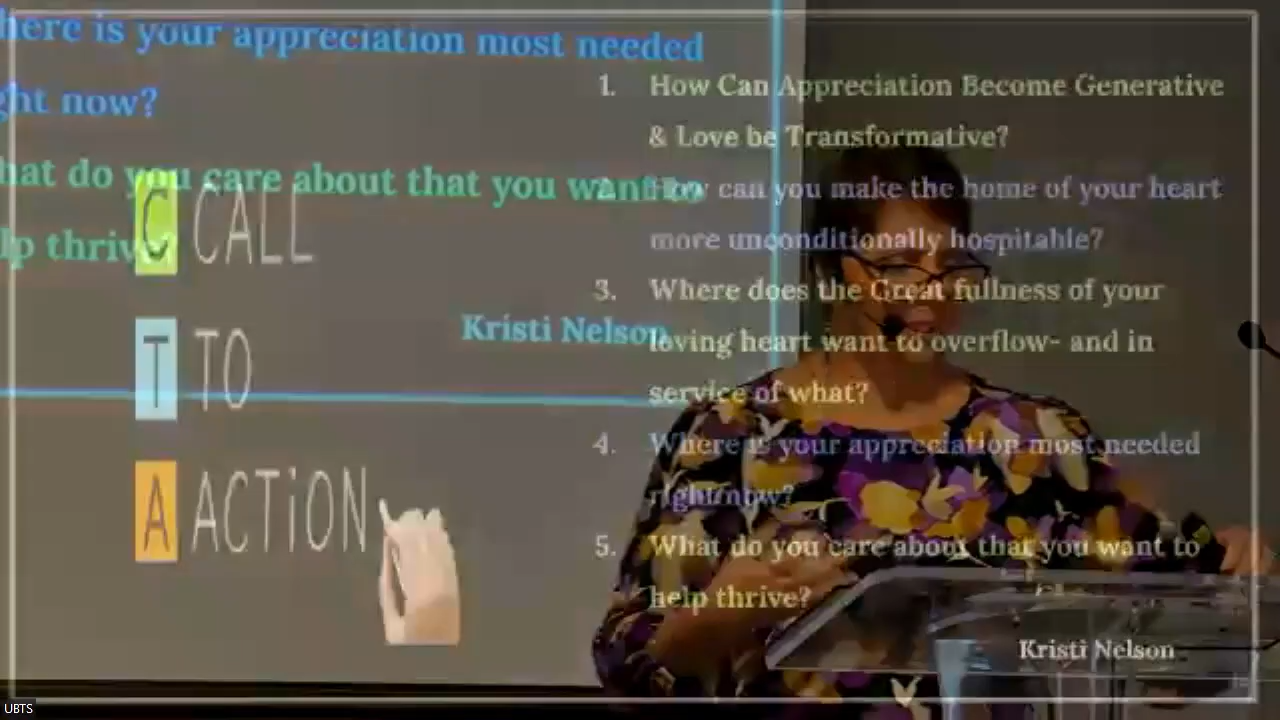 here is your appreciation most needed
ght now?
hat do you care about that you want to
lp thrive?
Kristi Nelson
C CALL
T TO
A ACTiON
1. How Can Appreciation Become Generative
& Love be Transformative?
2. How can you make the home of your heart
more unconditionally hospitable?
3. Where does the Great fullness of your
loving heart want to overflow- and in
service of what?
4. Where is your appreciation most needed
right now?
5. What do you care about that you want to
help thrive?
Kristi Nelson
UBTS